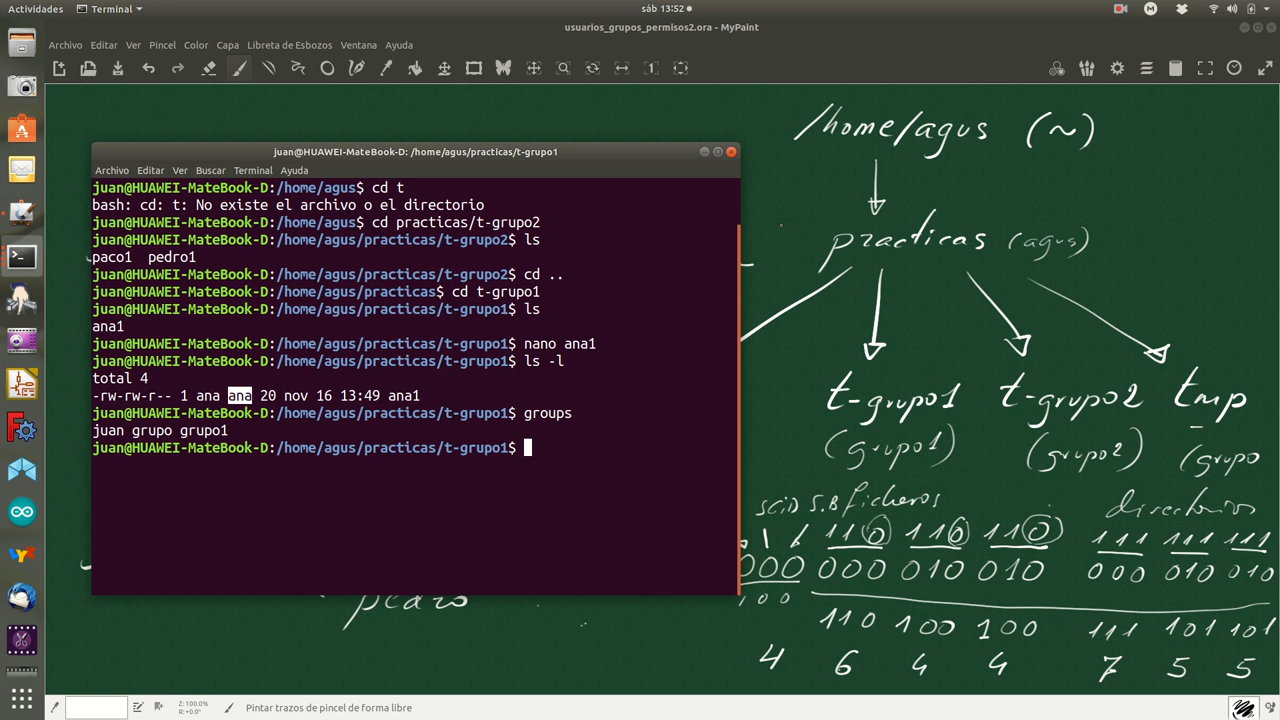 Actividades
Terminal
sáb 13:52
usuarios_grupos_permisos2.ora - MyPaint
Archivo Editar Ver Pincel Color Capa Libreta de Esbozos Ventana Ayuda
/home/agus (~)
practicas (agus)
t-grupo1 t-grupo2 tmp
(grupo1) (grupo2) (grupo
juan@HUAWEI-MateBook-D: /home/agus/practicas/t-grupo1
Archivo Editar Ver Buscar Terminal Ayuda
juan@HUAWEI-MateBook-D:/home/agus$ cd t
bash: cd: t: No existe el archivo o el directorio
juan@HUAWEI-MateBook-D:/home/agus$ cd practicas/t-grupo2
juan@HUAWEI-MateBook-D:/home/agus/practicas/t-grupo2$ ls
paco1  pedro1
juan@HUAWEI-MateBook-D:/home/agus/practicas/t-grupo2$ cd ..
juan@HUAWEI-MateBook-D:/home/agus/practicas$ cd t-grupo1
juan@HUAWEI-MateBook-D:/home/agus/practicas/t-grupo1$ ls
ana1
juan@HUAWEI-MateBook-D:/home/agus/practicas/t-grupo1$ nano ana1
juan@HUAWEI-MateBook-D:/home/agus/practicas/t-grupo1$ ls -l
total 4
-rw-rw-r-- 1 ana ana 20 nov 16 13:49 ana1
juan@HUAWEI-MateBook-D:/home/agus/practicas/t-grupo1$ groups
juan grupo grupo1
juan@HUAWEI-MateBook-D:/home/agus/practicas/t-grupo1$
ficheros directorios
110 110 110 111 111 111
000 000 010 010 000 010 010
100 110 100 100 111 101 101
4 6 4 4 7 5 5
pedro
Z: 100.0%
R: +0.0°
Pintar trazos de pincel de forma libre